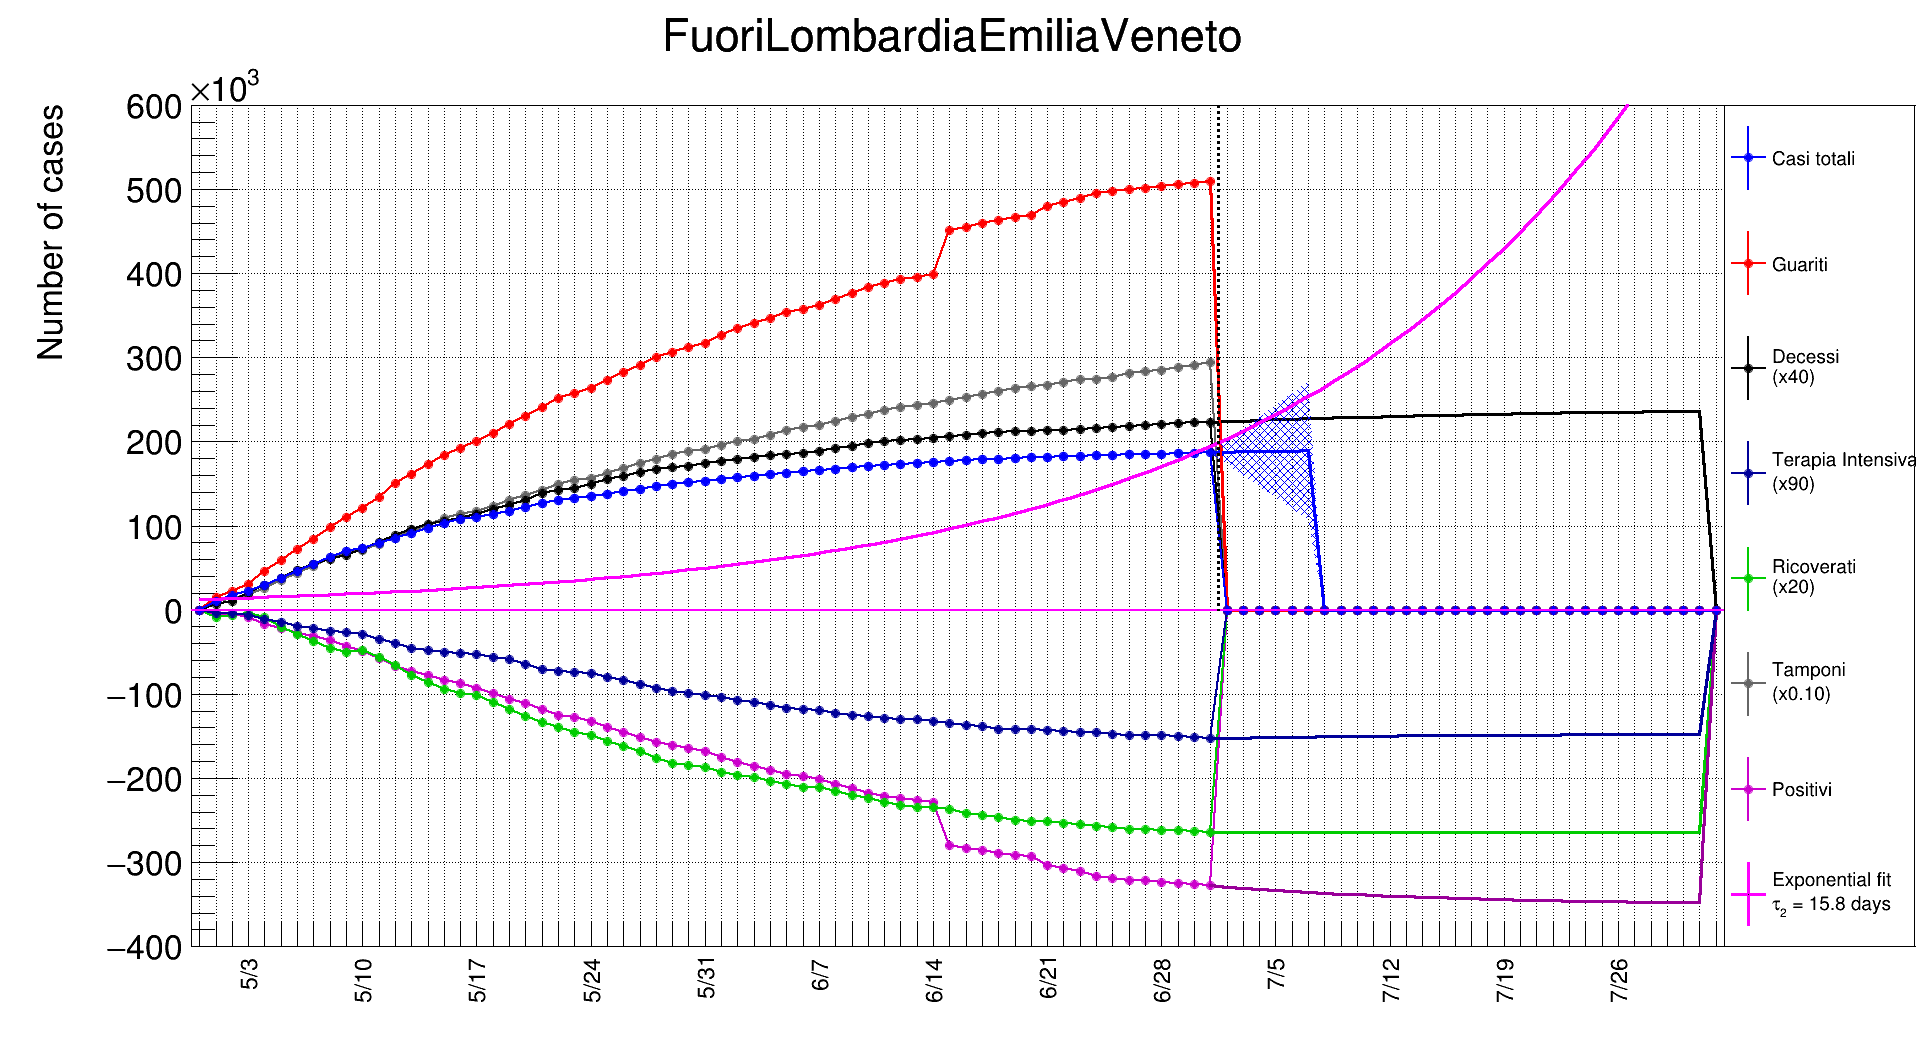 FuoriLombardiaEmiliaVeneto
×10³
Number of cases
600
500
400
300
200
100
0
−100
−200
−300
−400
5/3
5/10
5/17
5/24
5/31
6/7
6/14
6/21
6/28
7/5
7/12
7/19
7/26
Casi totali
Guariti
Decessi
(x40)
Terapia Intensiva
(x90)
Ricoverati
(x20)
Tamponi
(x0.10)
Positivi
Exponential fit
τ₂ = 15.8 days